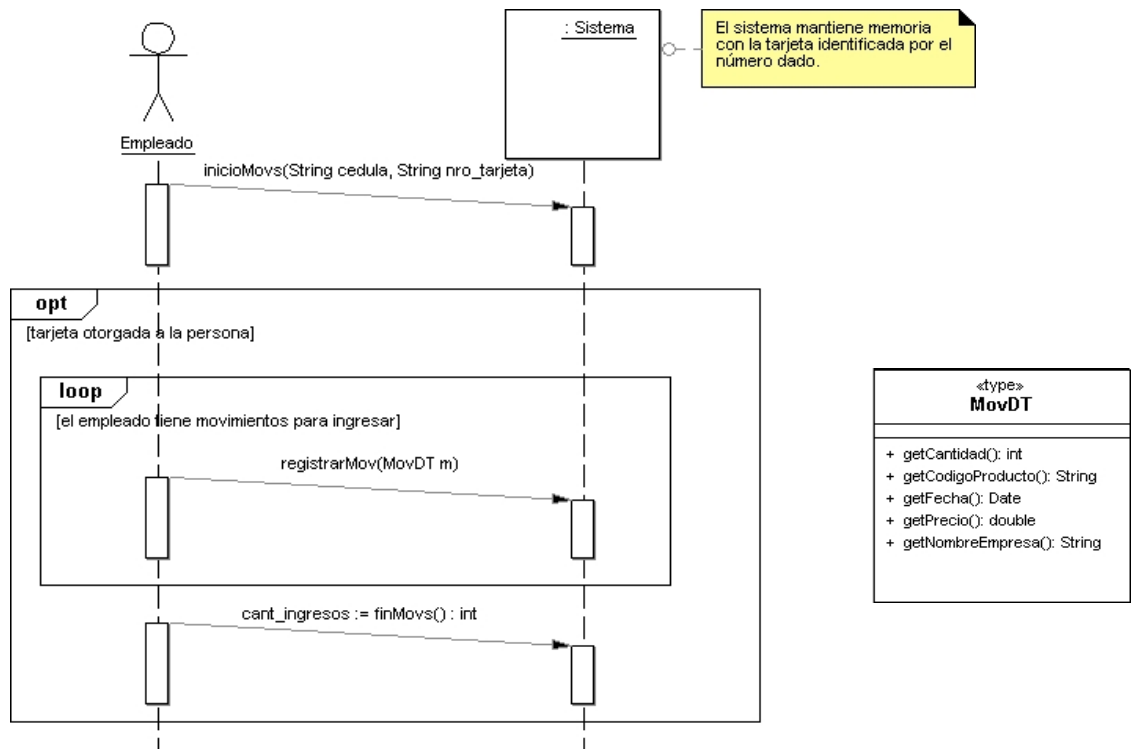 : Sistema
El sistema mantiene memoria
con la tarjeta identificada por el
número dado.
Empleado
inicioMovs(String cedula, String nro_tarjeta)
opt
[tarjeta otorgada a la persona]
loop
[el empleado tiene movimientos para ingresar]
registrarMov(MovDT m)
cant_ingresos := finMovs() : int
«type»
MovDT
+ getCantidad(): int
+ getCodigoProducto(): String
+ getFecha(): Date
+ getPrecio(): double
+ getNombreEmpresa(): String